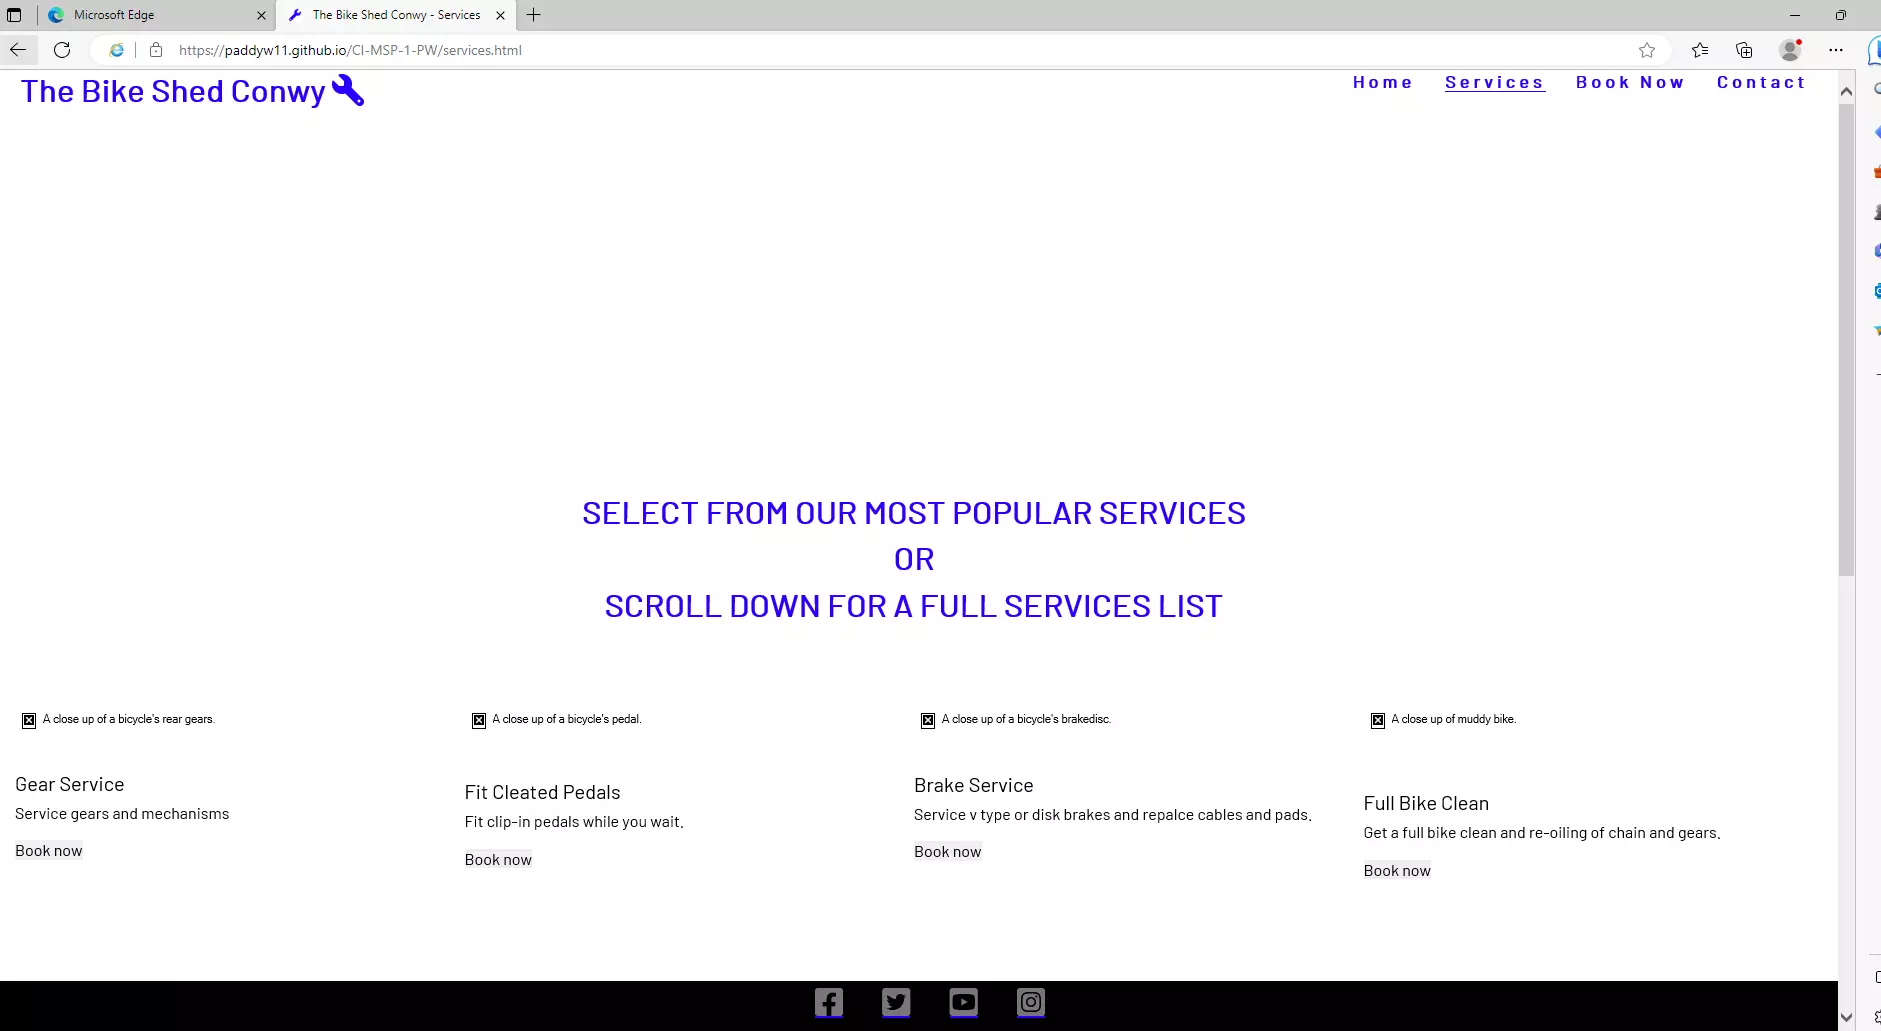 Microsoft Edge
The Bike Shed Conwy - Services
https://paddyw11.github.io/CI-MSP-1-PW/services.html
The Bike Shed Conwy
Home Services Book Now Contact
SELECT FROM OUR MOST POPULAR SERVICES
OR
SCROLL DOWN FOR A FULL SERVICES LIST
A close up of a bicycle's rear gears.
Gear Service
Service gears and mechanisms
Book now
A close up of a bicycle's pedal.
Fit Cleated Pedals
Fit clip-in pedals while you wait.
Book now
A close up of a bicycle's brakedisc.
Brake Service
Service v type or disk brakes and repalce cables and pads.
Book now
A close up of muddy bike.
Full Bike Clean
Get a full bike clean and re-oiling of chain and gears.
Book now